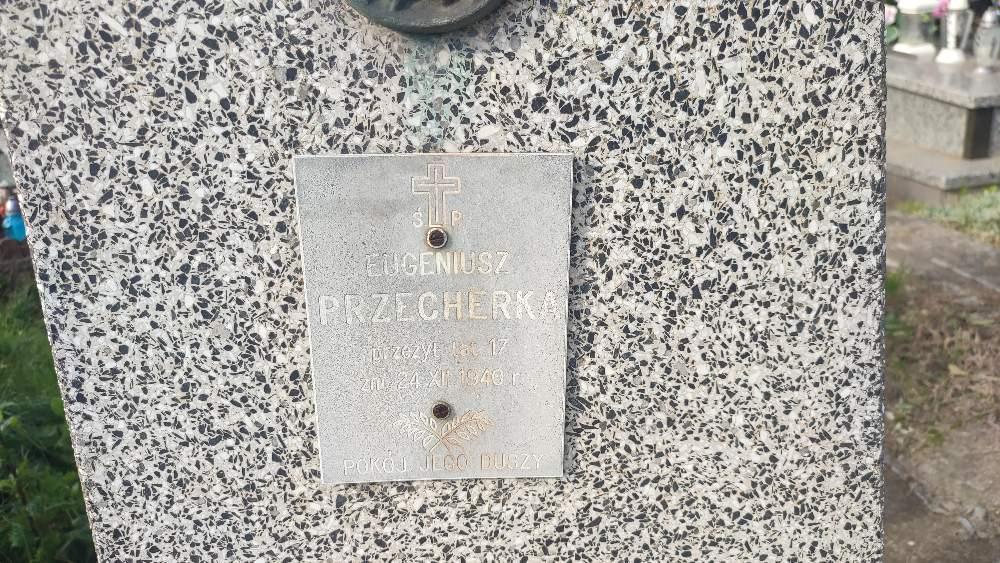 Ś P
EUGENIUSZ
PRZECHERKA
przeżył lat 17
zm. 24 XII 1940 r.
POKÓJ JEGO DUSZY